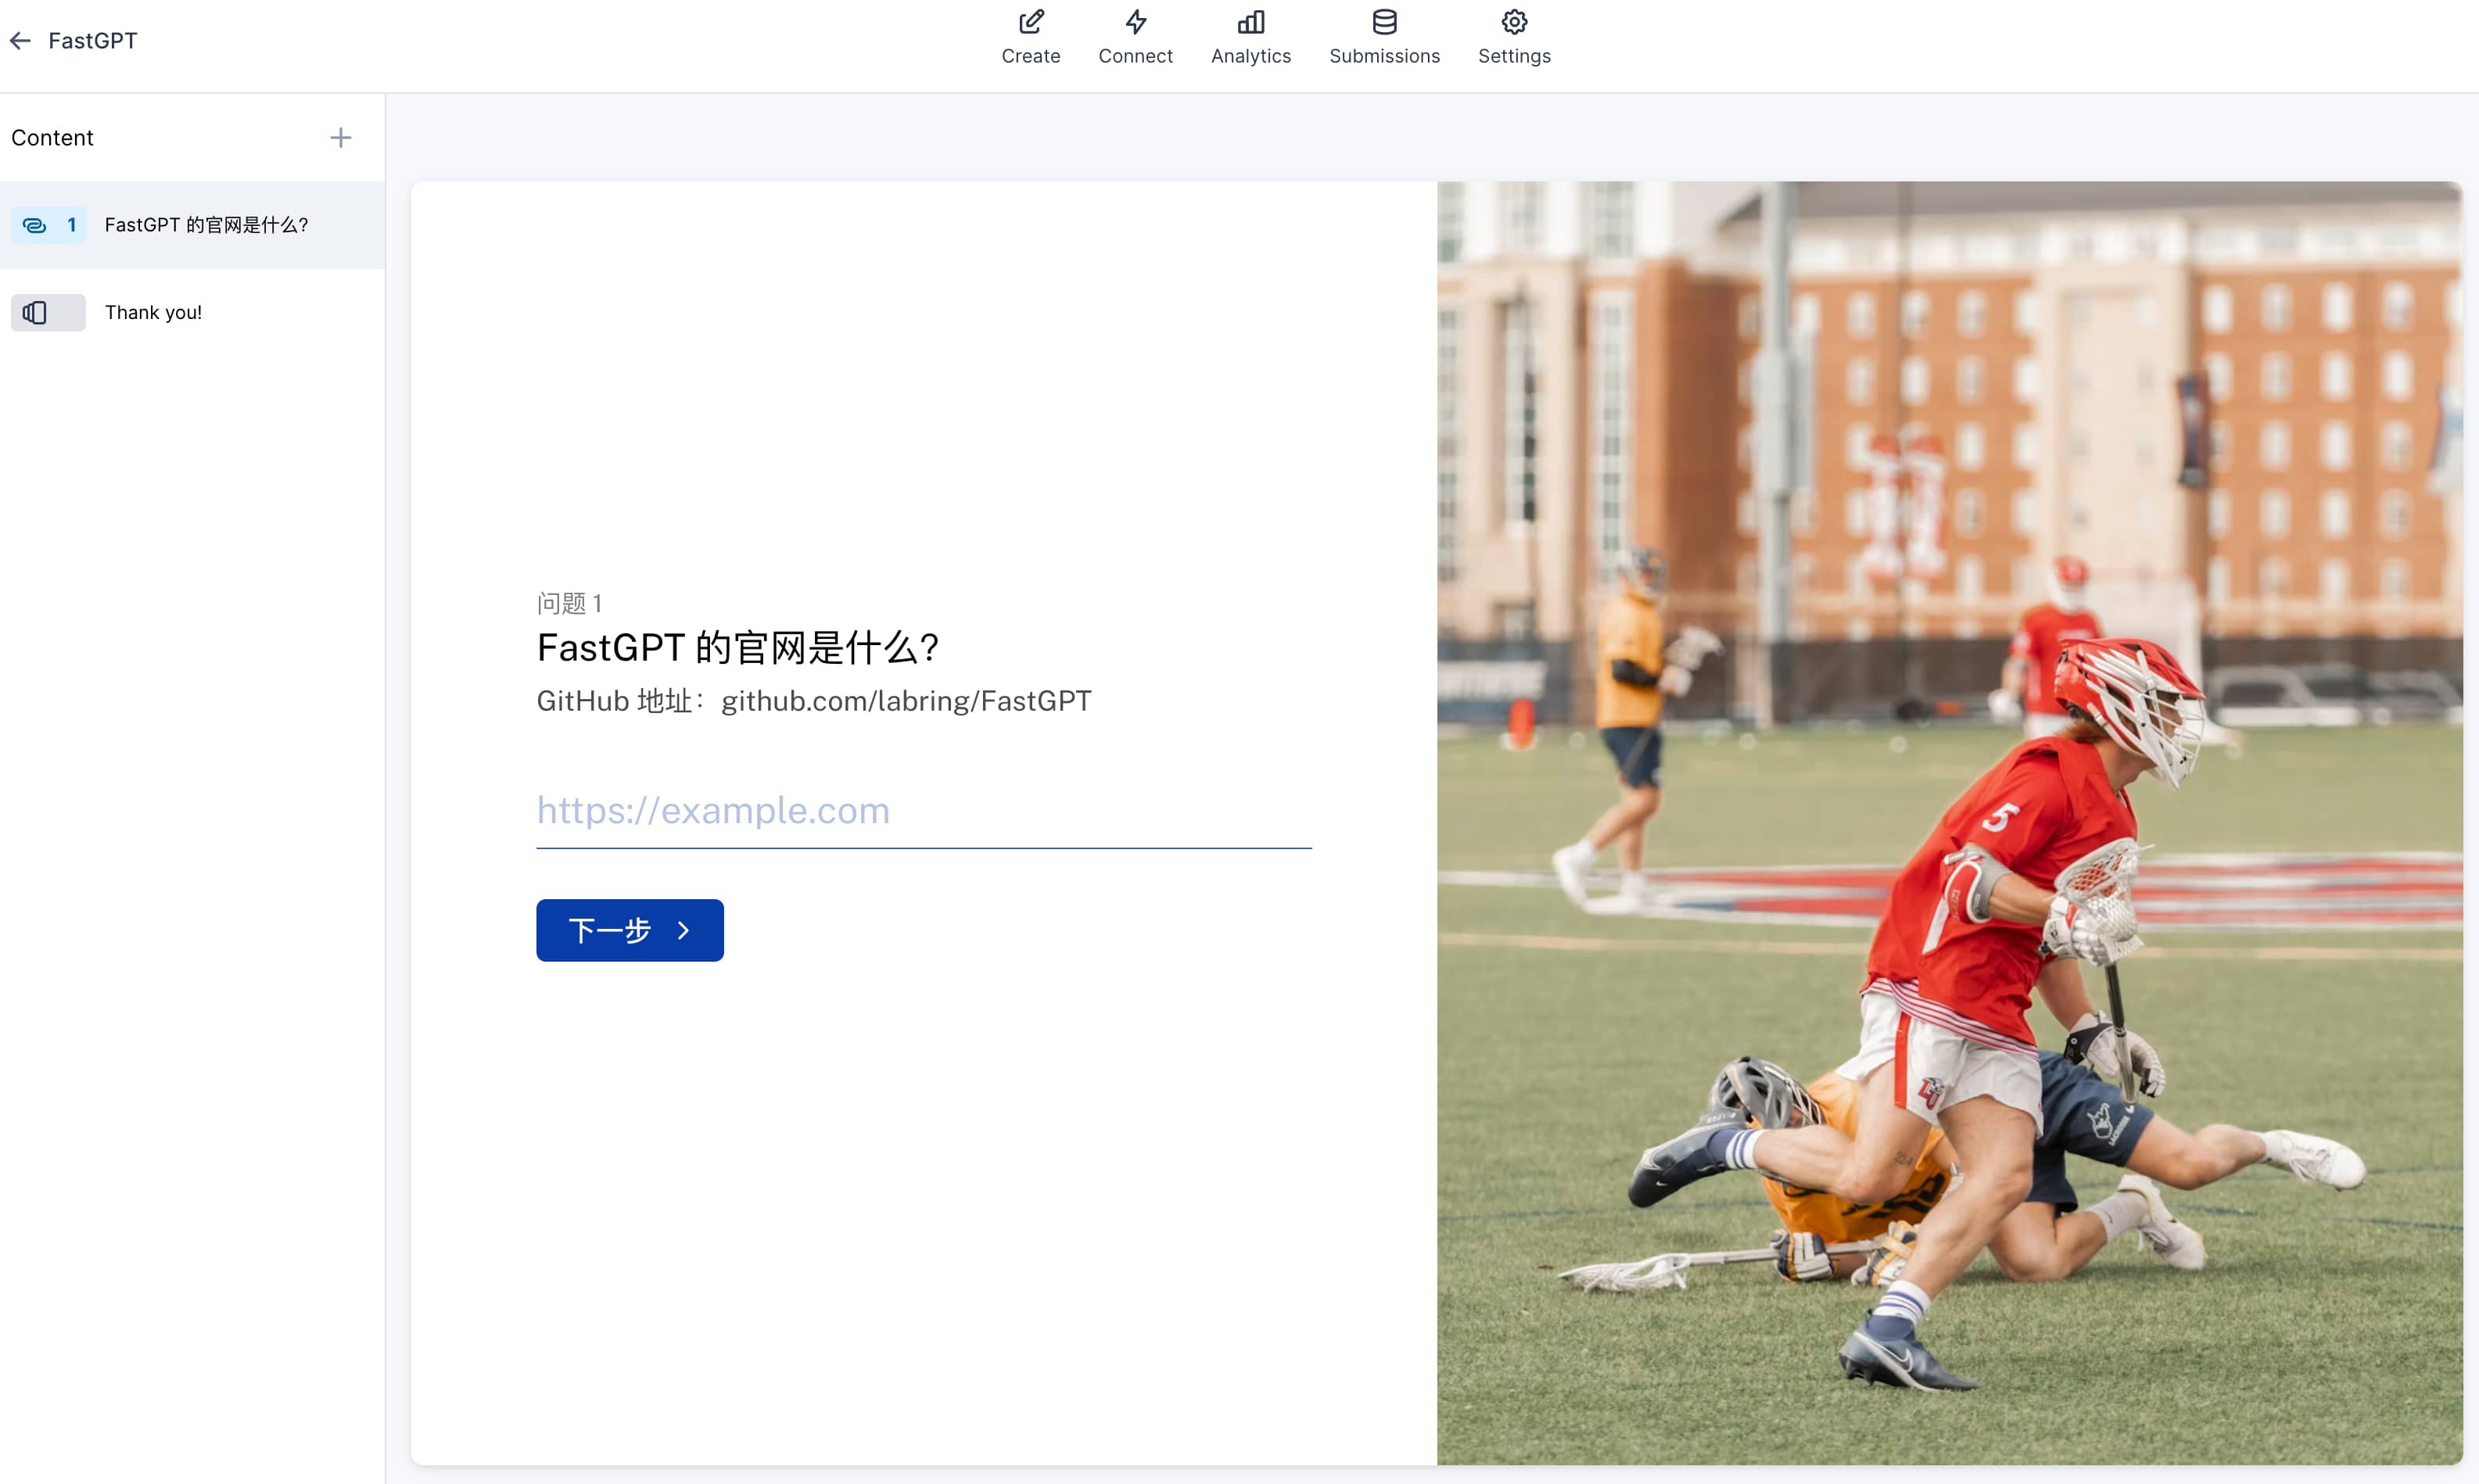 FastGPT
Create
Connect
Analytics
Submissions
Settings
Content
1 FastGPT 的官网是什么?
Thank you!
问题 1
FastGPT 的官网是什么?
GitHub 地址：github.com/labring/FastGPT
https://example.com
下一步
5
LU
LACROSSE